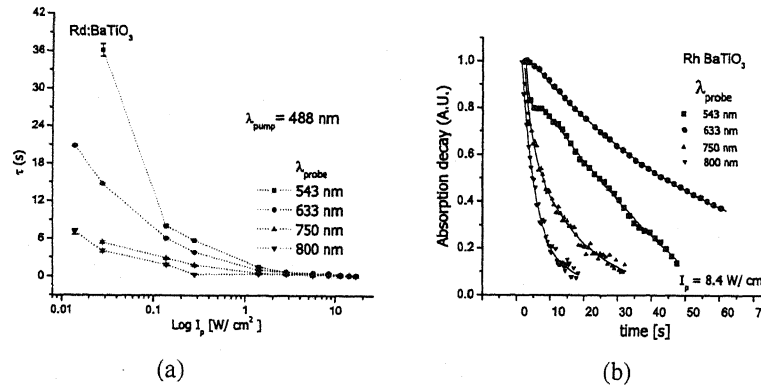 Rd:BaTiO3
36
30
24
18
12
6
0
τ (s)
λpump = 488 nm
λprobe
543 nm
633 nm
750 nm
800 nm
0.01
0.1
1
10
Log Ip [W/ cm2]
(a)
Rh BaTiO3
1.0
0.8
0.6
0.4
0.2
0.0
Absorption decay (A.U.)
λprobe
543 nm
633 nm
750 nm
800 nm
Ip = 8.4 W/ cm
0
10
20
30
40
50
60
time [s]
(b)